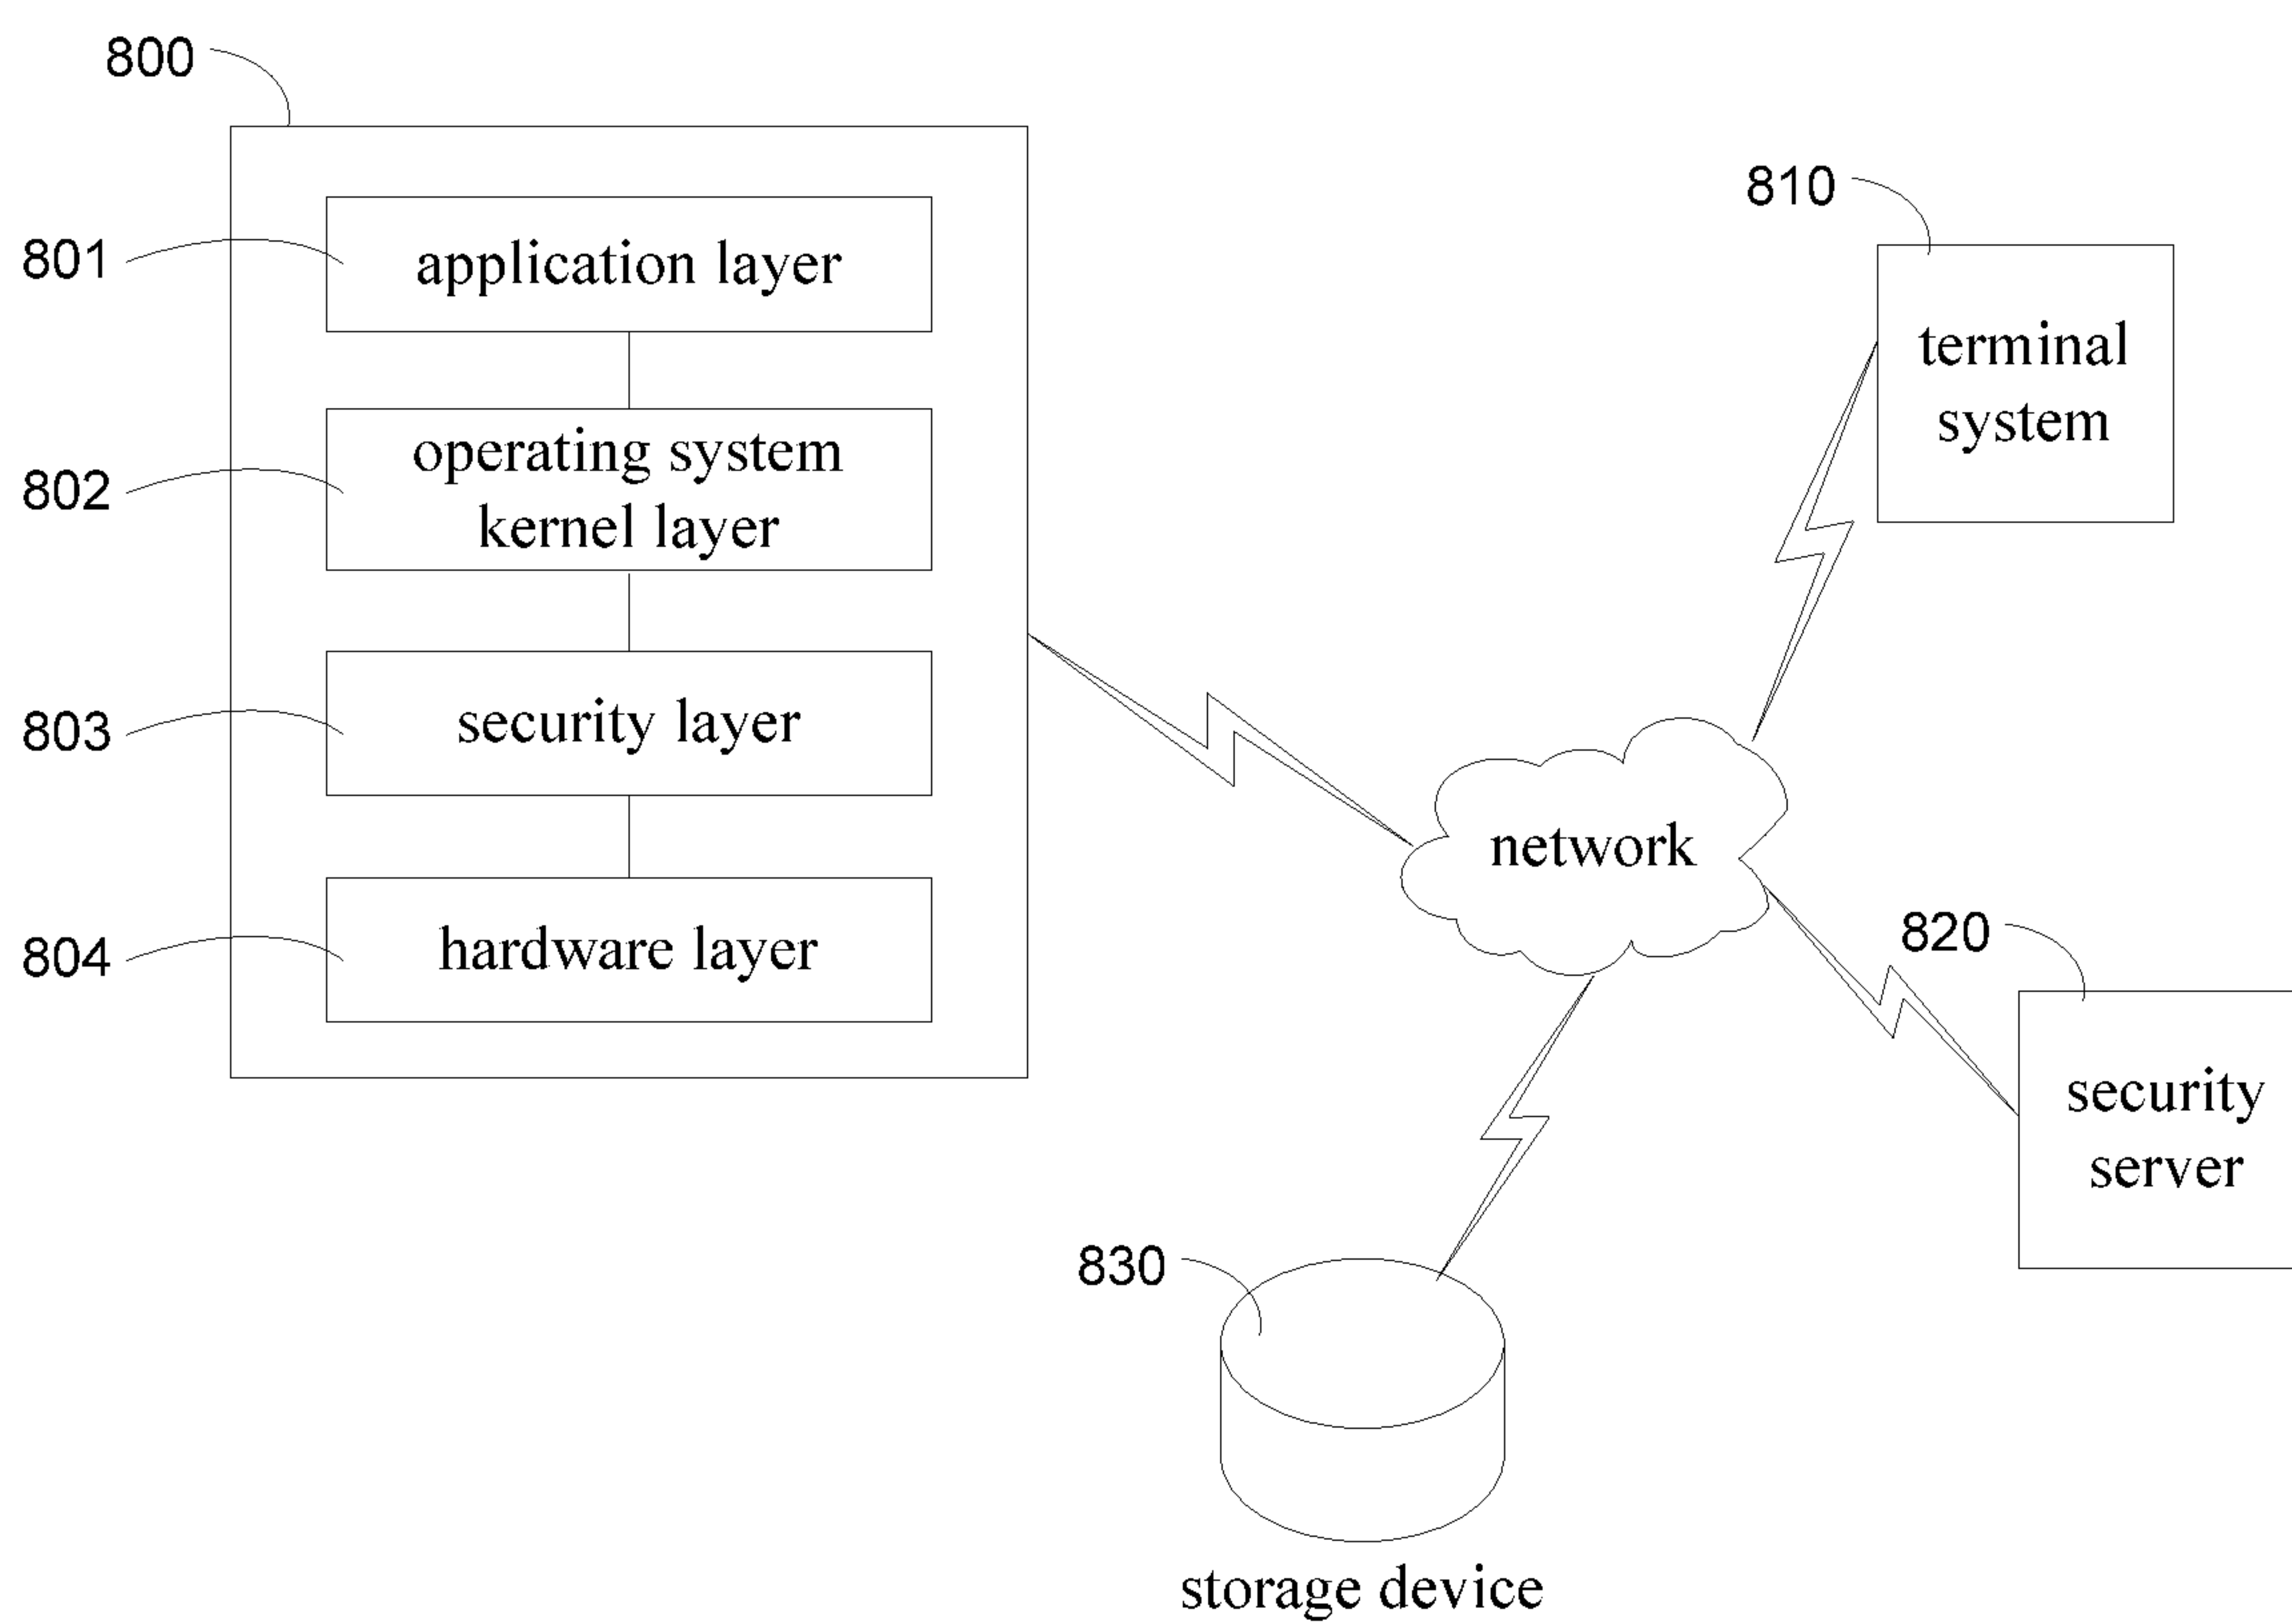 800
801
application layer
802
operating system
kernel layer
803
security layer
804
hardware layer
810
terminal
system
network
820
security
server
830
storage device